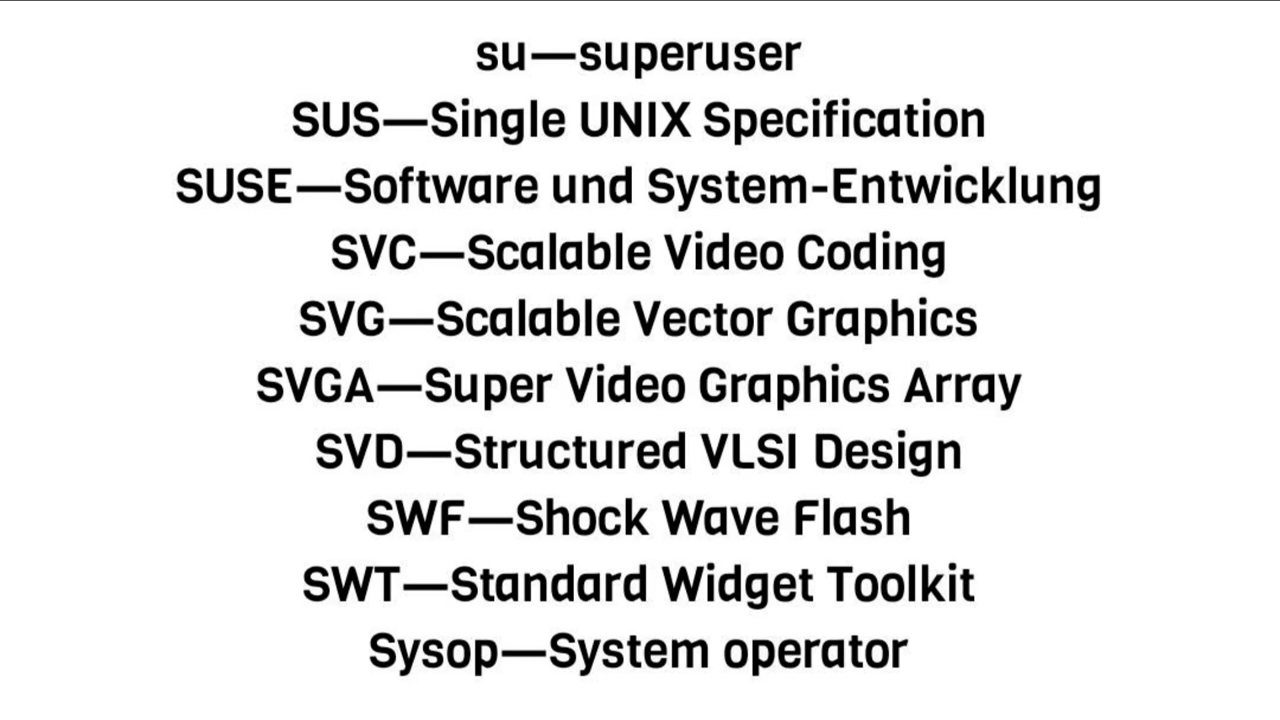 su—superuser
SUS—Single UNIX Specification
SUSE—Software und System-Entwicklung
SVC—Scalable Video Coding
SVG—Scalable Vector Graphics
SVGA—Super Video Graphics Array
SVD—Structured VLSI Design
SWF—Shock Wave Flash
SWT—Standard Widget Toolkit
Sysop—System operator